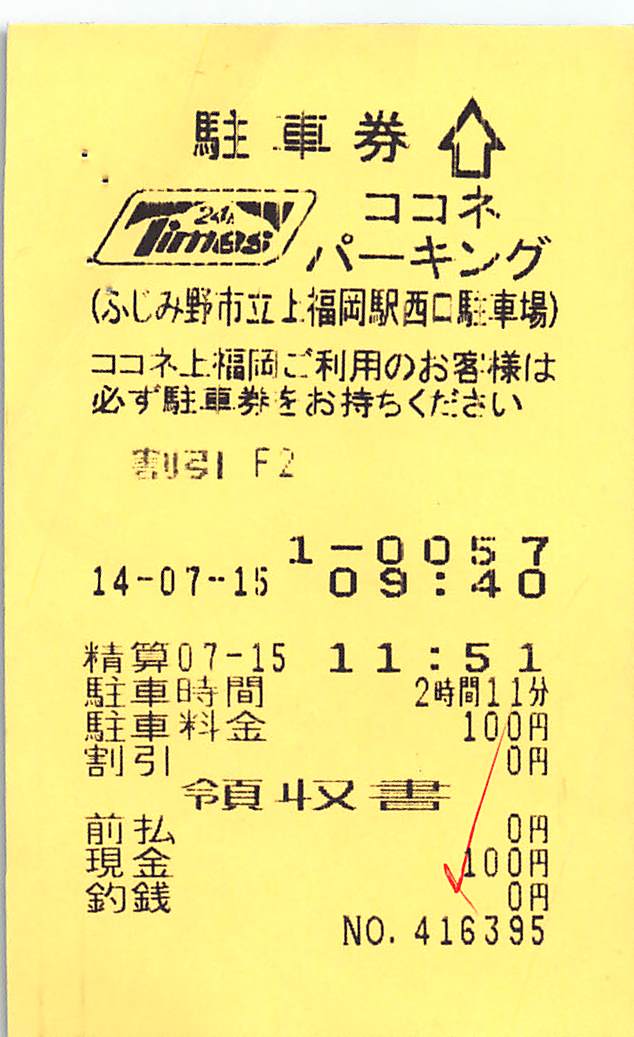 駐車券
24h Times ココネ
パーキング
(ふじみ野市立上福岡駅西口駐車場)
ココネ上福岡ご利用のお客様は
必ず駐車券をお持ちください
割引 F2
1-0057
14-07-15 09:40
精算07-15 11:51
駐車時間 2時間11分
駐車料金 100円
割引 0円
領収書
前払 0円
現金 100円
釣銭 0円
NO. 416395